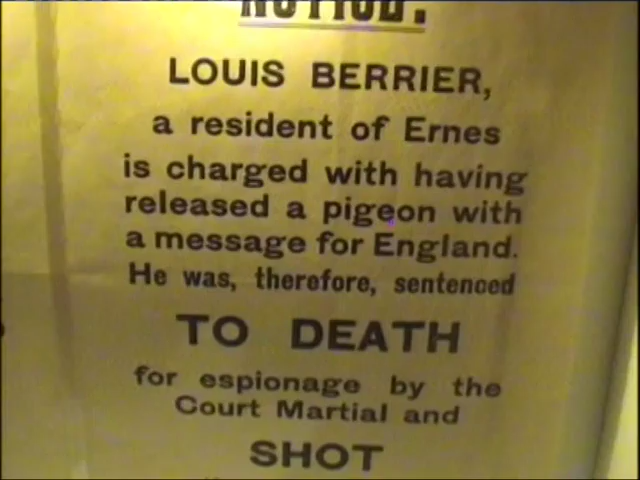 NOTICE.
LOUIS BERRIER,
a resident of Ernes
is charged with having
released a pigeon with
a message for England.
He was, therefore, sentenced
TO DEATH
for espionage by the
Court Martial and
SHOT